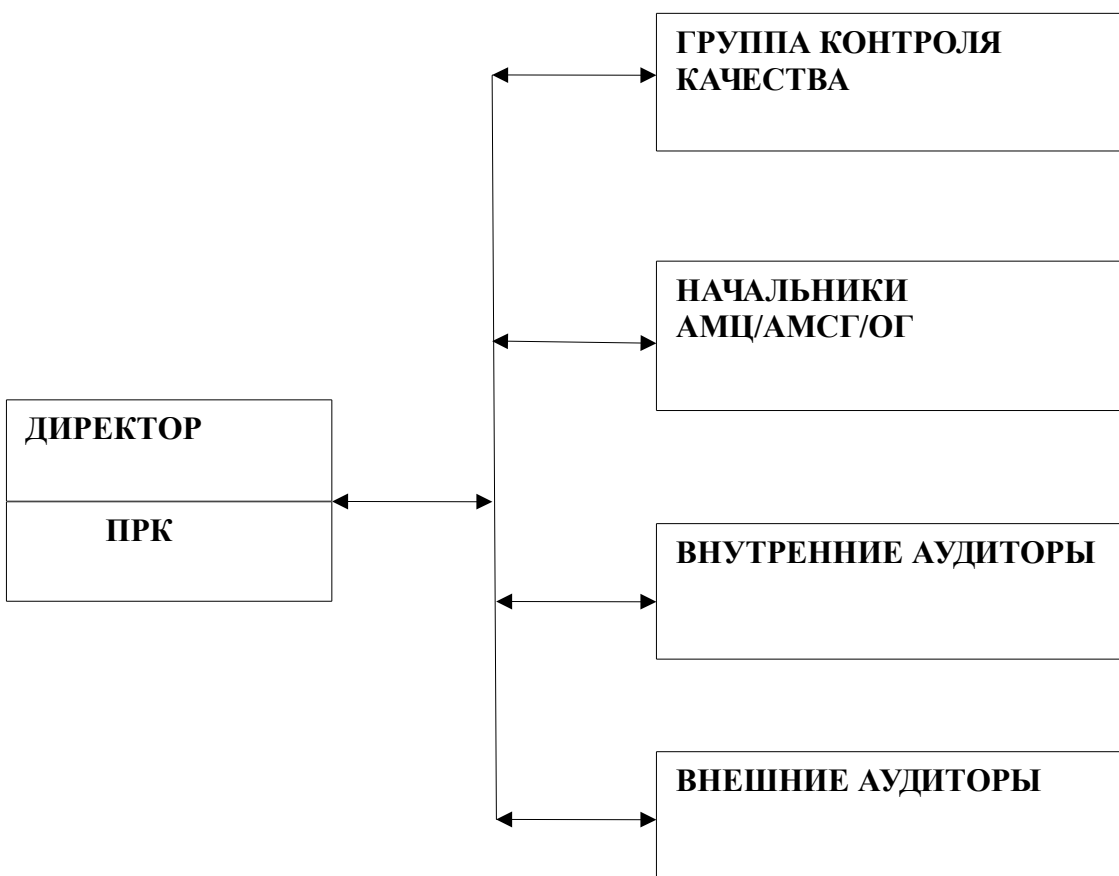 ГРУППА КОНТРОЛЯ
КАЧЕСТВА
НАЧАЛЬНИКИ
АМЦ/АМСГ/ОГ
ДИРЕКТОР
ПРК
ВНУТРЕННИЕ АУДИТОРЫ
ВНЕШНИЕ АУДИТОРЫ